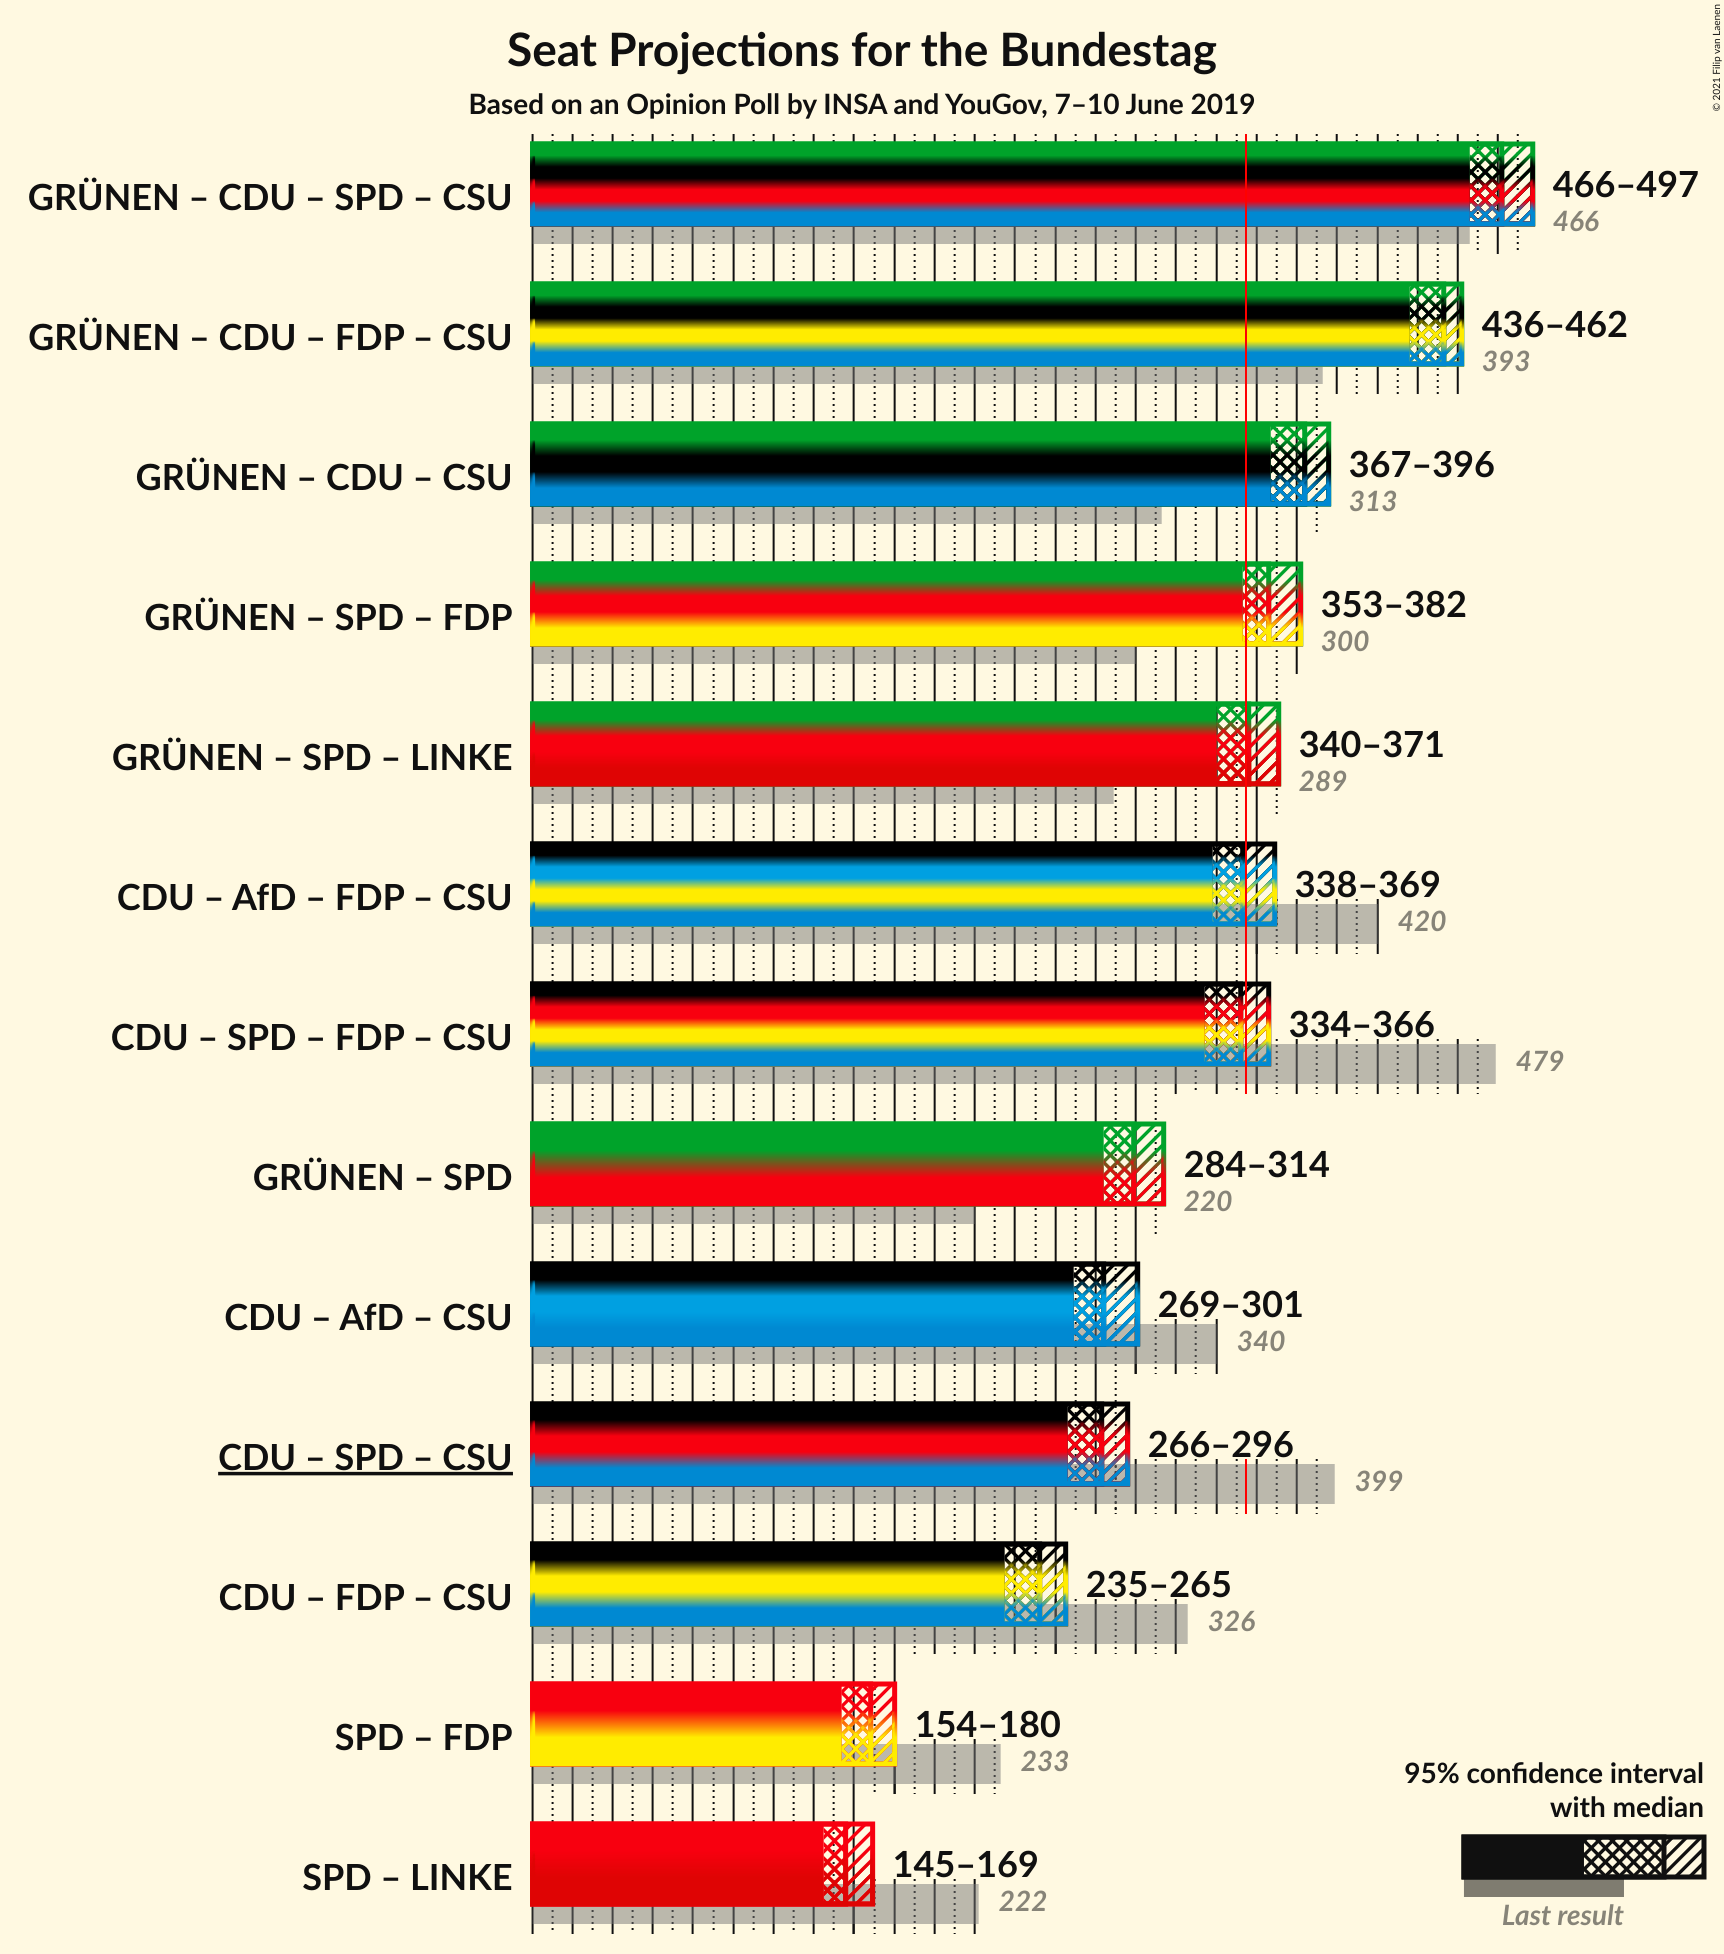 Seat Projections for the Bundestag
Based on an Opinion Poll by INSA and YouGov, 7–10 June 2019
© 2021 Filip van Laenen
GRÜNEN – CDU – SPD – CSU
466–497
466
GRÜNEN – CDU – FDP – CSU
436–462
393
GRÜNEN – CDU – CSU
367–396
313
GRÜNEN – SPD – FDP
353–382
300
GRÜNEN – SPD – LINKE
340–371
289
CDU – AfD – FDP – CSU
338–369
420
CDU – SPD – FDP – CSU
334–366
479
GRÜNEN – SPD
284–314
220
CDU – AfD – CSU
269–301
340
CDU – SPD – CSU
266–296
399
CDU – FDP – CSU
235–265
326
SPD – FDP
154–180
233
SPD – LINKE
145–169
222
95% confidence interval
with median
Last result